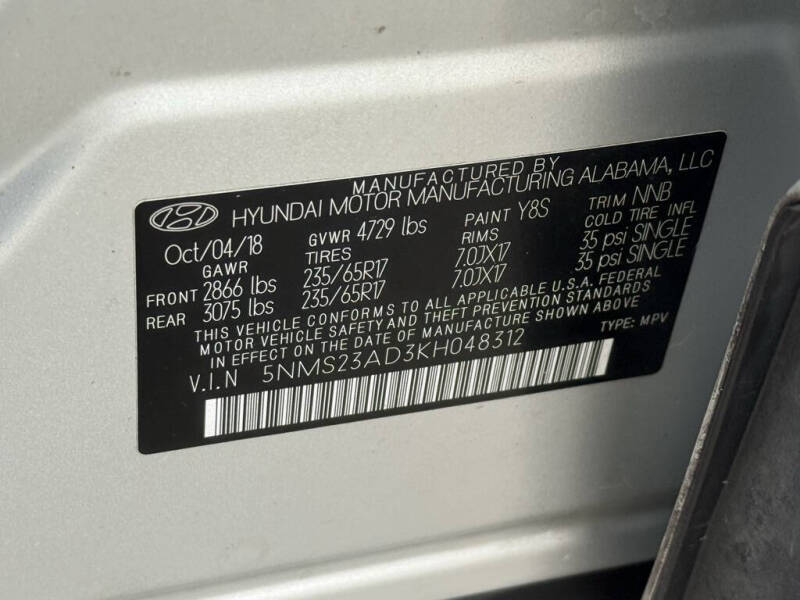 MANUFACTURED BY
HYUNDAI MOTOR MANUFACTURING ALABAMA, LLC
Oct/04/18 GVWR 4729 lbs PAINT Y8S TRIM NNB
GAWR TIRES RIMS COLD TIRE INFL
FRONT 2866 lbs 235/65R17 7.0JX17 35 psi SINGLE
REAR 3075 lbs 235/65R17 7.0JX17 35 psi SINGLE
THIS VEHICLE CONFORMS TO ALL APPLICABLE U.S.A. FEDERAL
MOTOR VEHICLE SAFETY AND THEFT PREVENTION STANDARDS
IN EFFECT ON THE DATE OF MANUFACTURE SHOWN ABOVE
V.I.N 5NMS23AD3KH048312 TYPE: MPV